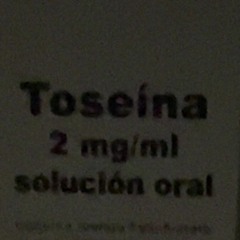 Toseína
2 mg/ml
solución oral